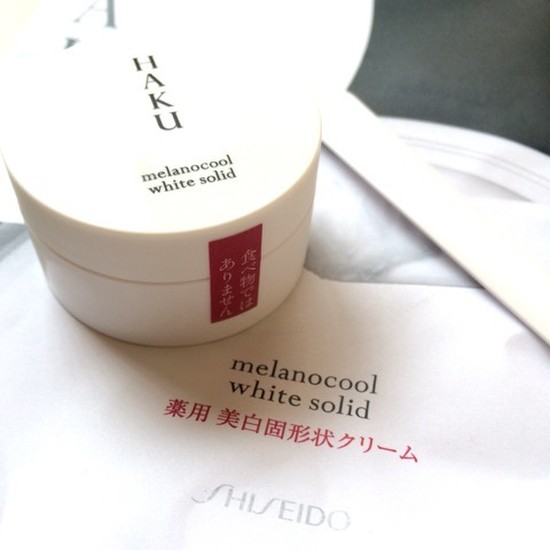 HAKU
melanocool
white solid
食べ物では
ありません
melanocool
white solid
薬用 美白固形状クリーム
SHISEIDO